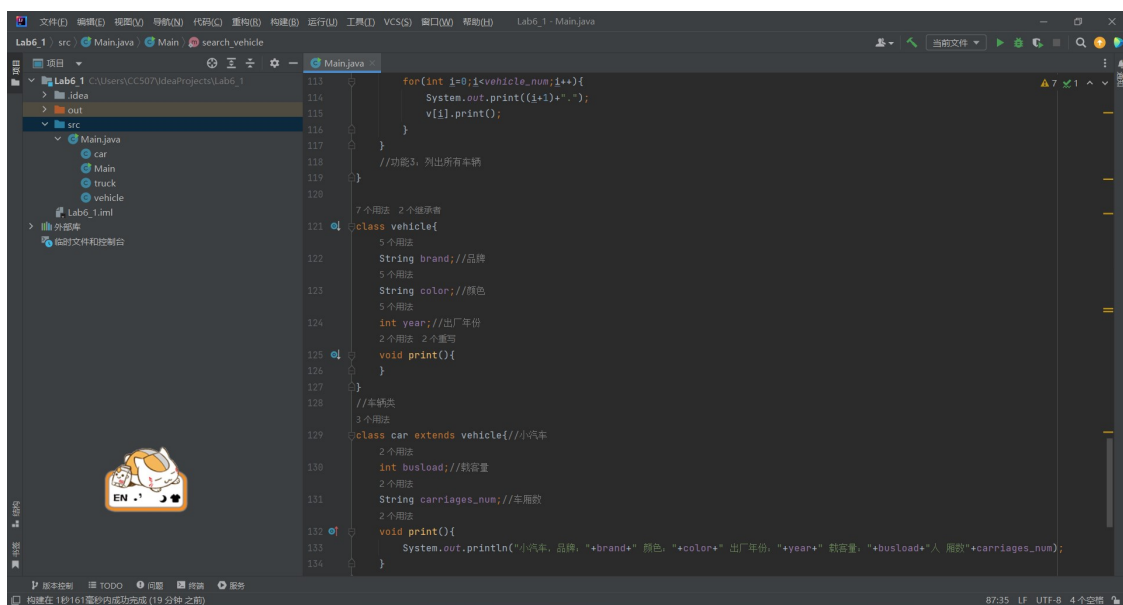 文件(F) 编辑(E) 视图(V) 导航(N) 代码(C) 重构(R) 构建(B) 运行(U) 工具(T) VCS(S) 窗口(W) 帮助(H) Lab6_1 - Main.java
Lab6_1 src Main.java Main search_vehicle 当前文件
项目 Main.java
Lab6_1 C:\Users\CC507\IdeaProjects\Lab6_1
.idea
out
src
Main.java
car
Main
truck
vehicle
Lab6_1.iml
外部库
临时文件和控制台
7 1
113 for(int i=0;i<vehicle_num;i++){
114 System.out.print((i+1)+".");
115 v[i].print();
116 }
117 }
118 //功能3，列出所有车辆
119 }
120
7个用法 2个继承者
121 class vehicle{
5个用法
122 String brand;//品牌
5个用法
123 String color;//颜色
5个用法
124 int year;//出厂年份
2个用法 2个重写
125 void print(){
126 }
127 }
128 //车辆类
3个用法
129 class car extends vehicle{//小汽车
2个用法
130 int busload;//载客量
2个用法
131 String carriages_num;//车厢数
2个用法
132 void print(){
133 System.out.println("小汽车，品牌，"+brand+" 颜色，"+color+" 出厂年份，"+year+" 载客量，"+busload+"人 厢数"+carriages_num);
134 }
EN
结构
书签
版本控制 TODO 问题 终端 服务
构建在 1秒161毫秒内成功完成 (19 分钟 之前) 87:35 LF UTF-8 4 个空格